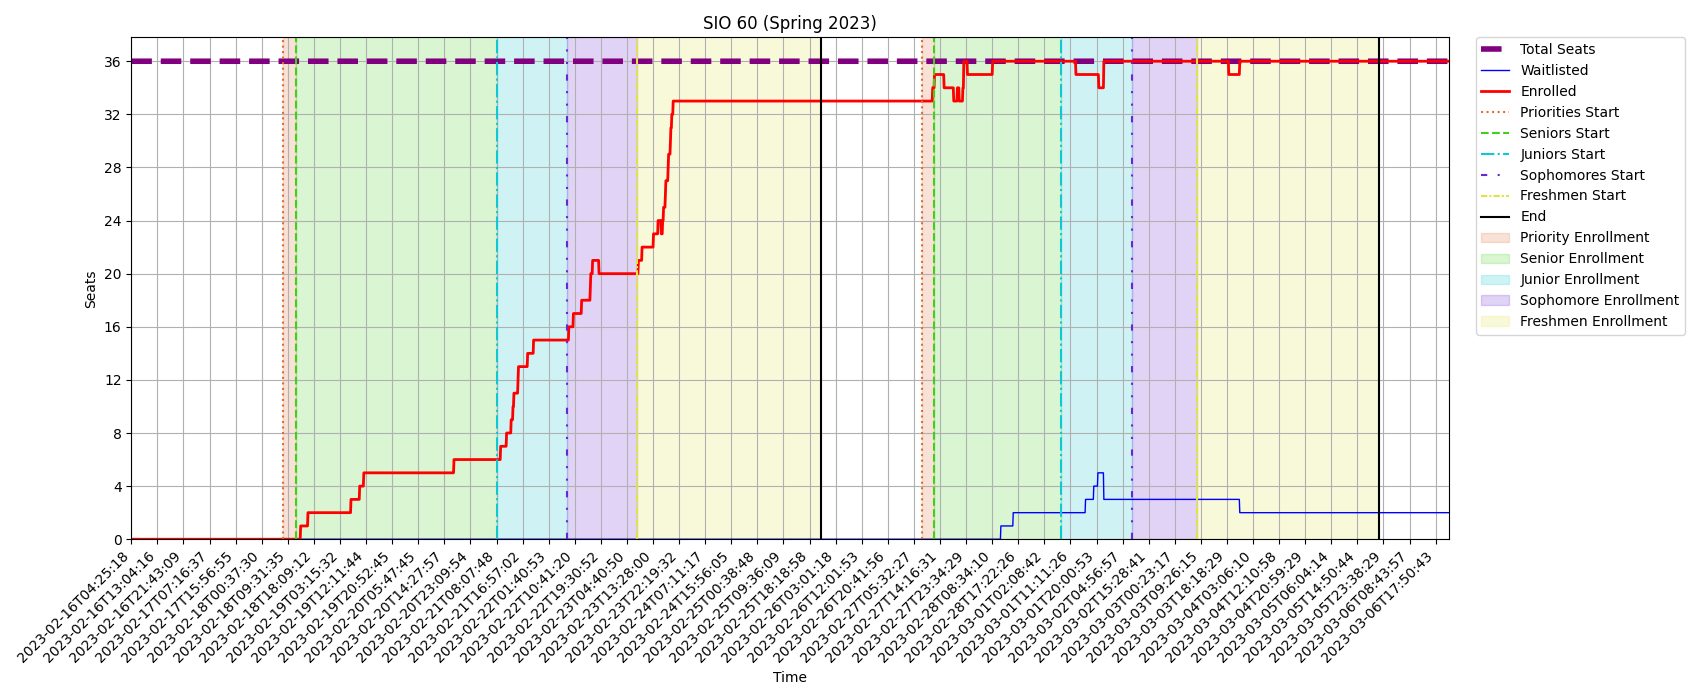 SIO 60 (Spring 2023)
Seats
36
32
28
24
20
16
12
8
4
0
2023-02-16T04:25:18
2023-02-16T13:04:16
2023-02-16T21:43:09
2023-02-17T07:16:37
2023-02-17T15:56:55
2023-02-18T00:37:30
2023-02-18T09:31:35
2023-02-18T18:09:12
2023-02-19T03:15:32
2023-02-19T12:11:44
2023-02-19T20:52:45
2023-02-20T05:47:45
2023-02-20T14:27:57
2023-02-20T23:09:54
2023-02-21T08:07:48
2023-02-21T16:57:02
2023-02-22T01:40:53
2023-02-22T10:41:20
2023-02-22T19:30:52
2023-02-23T04:40:50
2023-02-23T13:28:00
2023-02-23T22:19:32
2023-02-24T07:11:17
2023-02-24T15:56:05
2023-02-25T00:38:48
2023-02-25T09:36:09
2023-02-25T18:18:58
2023-02-26T03:01:18
2023-02-26T12:01:53
2023-02-26T20:41:56
2023-02-27T05:32:27
2023-02-27T14:16:31
2023-02-27T23:34:29
2023-02-28T08:34:10
2023-02-28T17:22:26
2023-03-01T02:08:42
2023-03-01T11:11:26
2023-03-01T20:00:53
2023-03-02T04:56:57
2023-03-02T15:28:41
2023-03-03T00:23:17
2023-03-03T09:26:15
2023-03-03T18:18:29
2023-03-04T03:06:10
2023-03-04T12:10:58
2023-03-04T20:59:29
2023-03-05T06:04:14
2023-03-05T14:50:44
2023-03-05T23:38:29
2023-03-06T08:43:57
2023-03-06T17:50:43
Time
Total Seats
Waitlisted
Enrolled
Priorities Start
Seniors Start
Juniors Start
Sophomores Start
Freshmen Start
End
Priority Enrollment
Senior Enrollment
Junior Enrollment
Sophomore Enrollment
Freshmen Enrollment